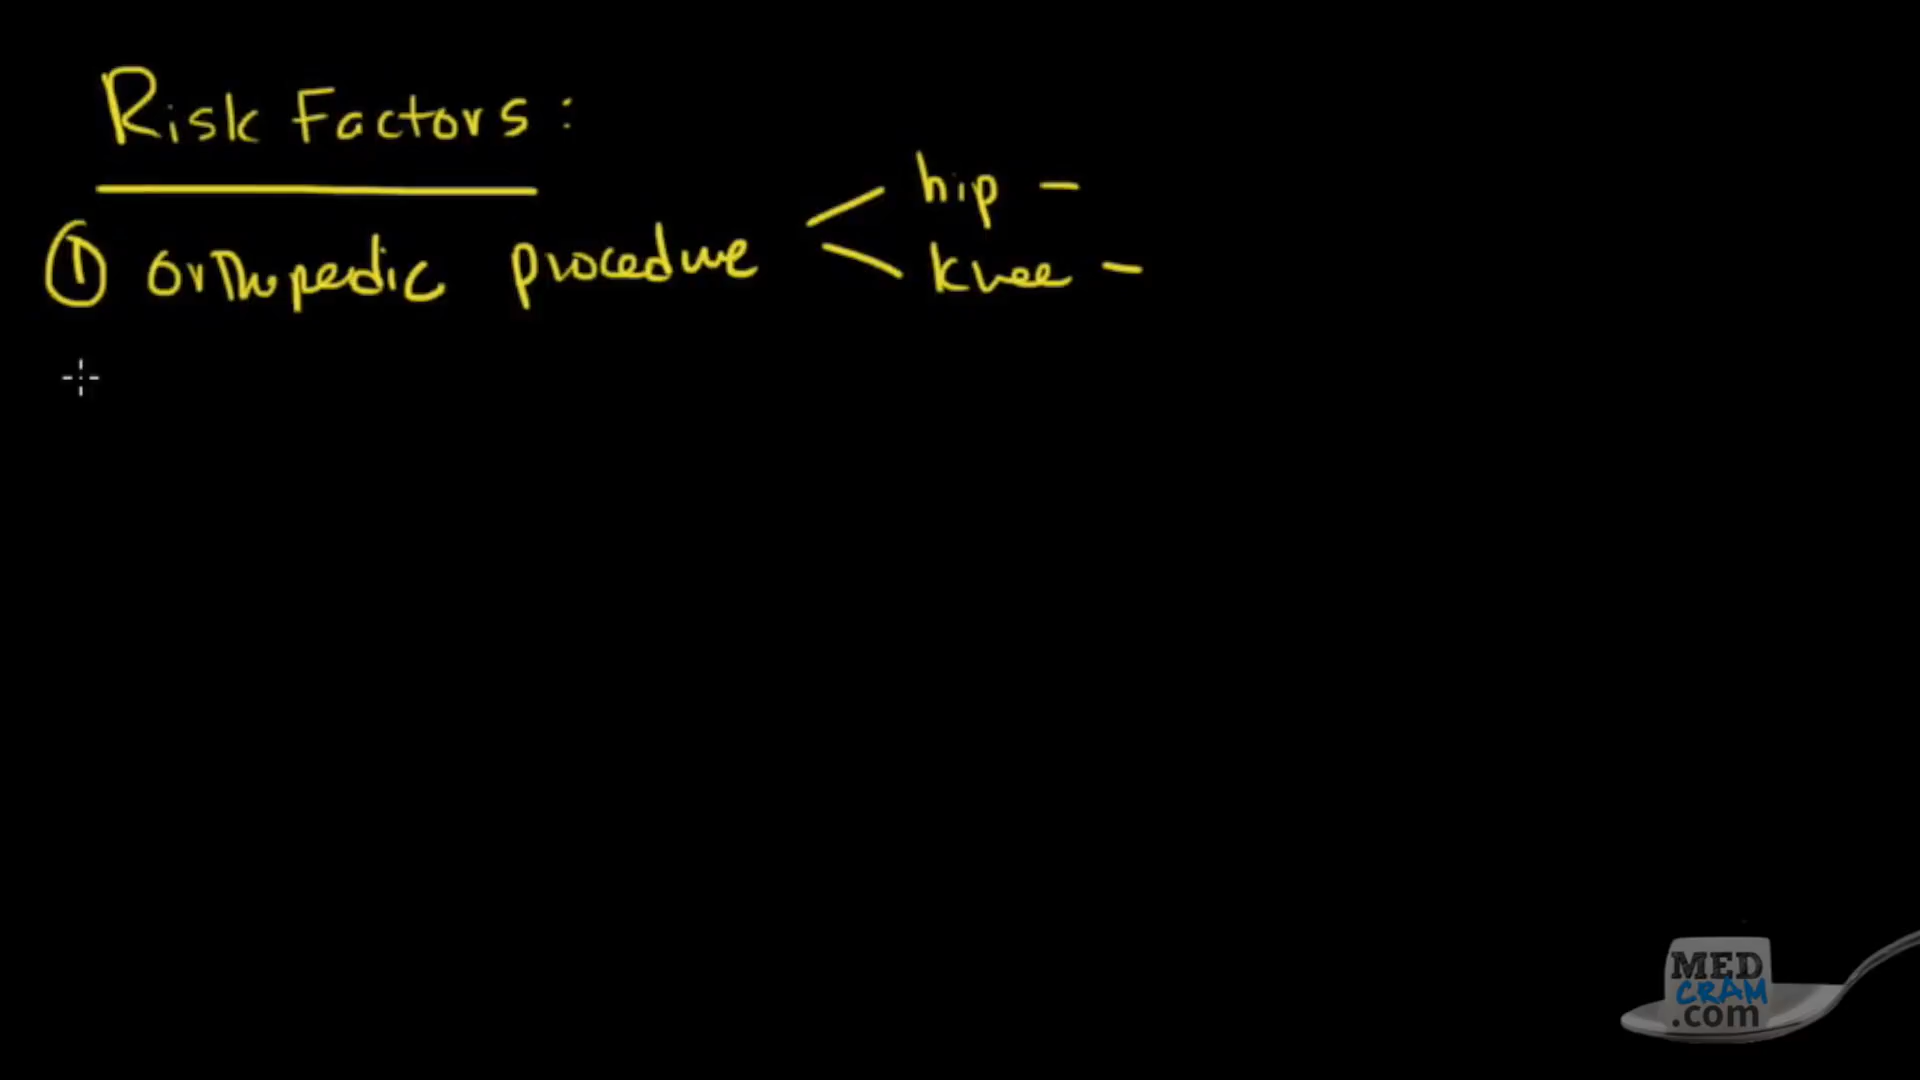 Risk Factors:
① Orthopedic procedure
hip -
knee -
MED
CRAM
.com